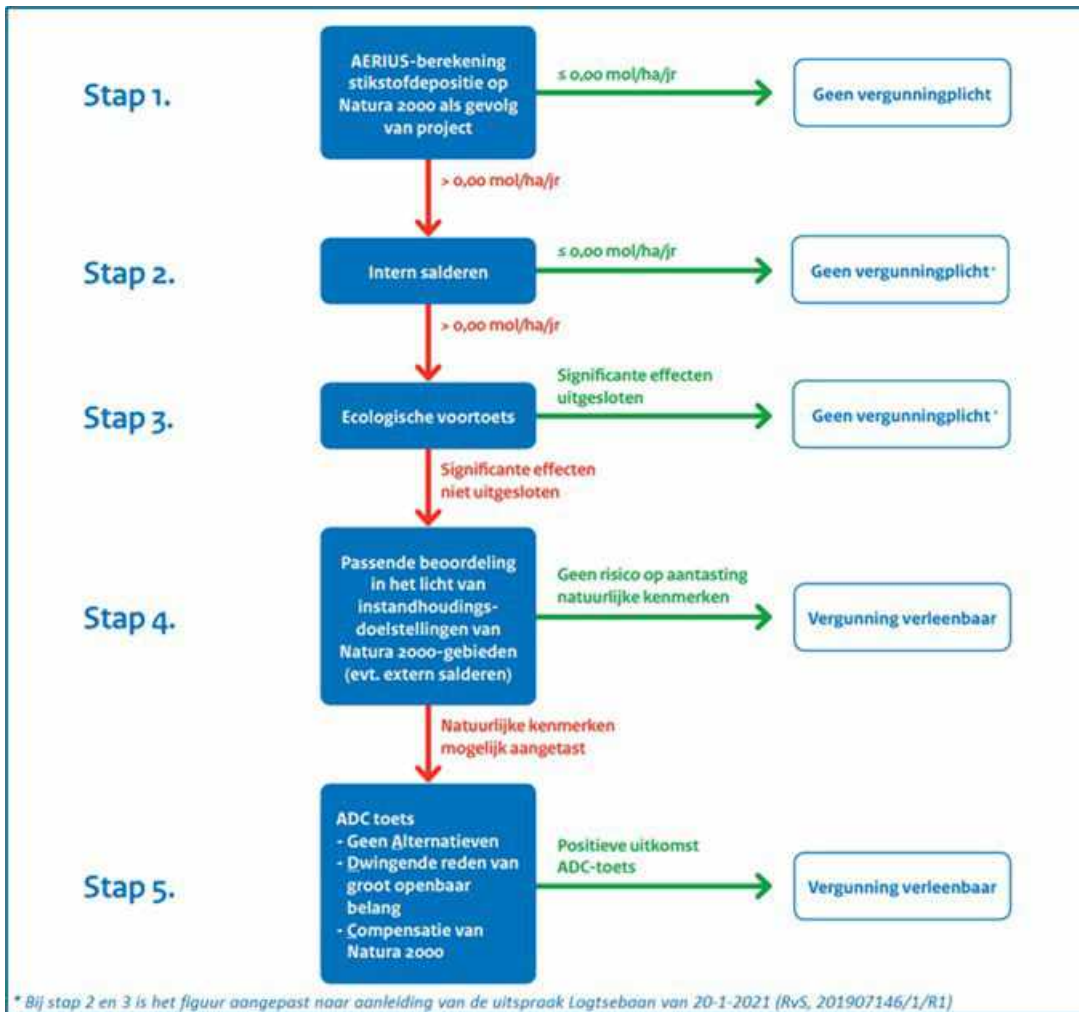 Stap 1.
AERIUS-berekening
stikstofdepositie op
Natura 2000 als gevolg
van project
≤ 0,00 mol/ha/jr
Geen vergunningplicht
> 0,00 mol/ha/jr
Stap 2.
Intern salderen
≤ 0,00 mol/ha/jr
Geen vergunningplicht*
> 0,00 mol/ha/jr
Stap 3.
Ecologische voortoets
Significante effecten
uitgesloten
Geen vergunningplicht*
Significante effecten
niet uitgesloten
Stap 4.
Passende beoordeling
in het licht van
instandhoudings-
doelstellingen van
Natura 2000-gebieden
(evt. extern salderen)
Geen risico op aantasting
natuurlijke kenmerken
Vergunning verleenbaar
Natuurlijke kenmerken
mogelijk aangetast
Stap 5.
ADC toets
- Geen Alternatieven
- Dwingende reden van
groot openbaar
belang
- Compensatie van
Natura 2000
Positieve uitkomst
ADC-toets
Vergunning verleenbaar
* Bij stap 2 en 3 is het figuur aangepast naar aanleiding van de uitspraak Logtsebaan van 20-1-2021 (RvS, 201907146/1/R1)